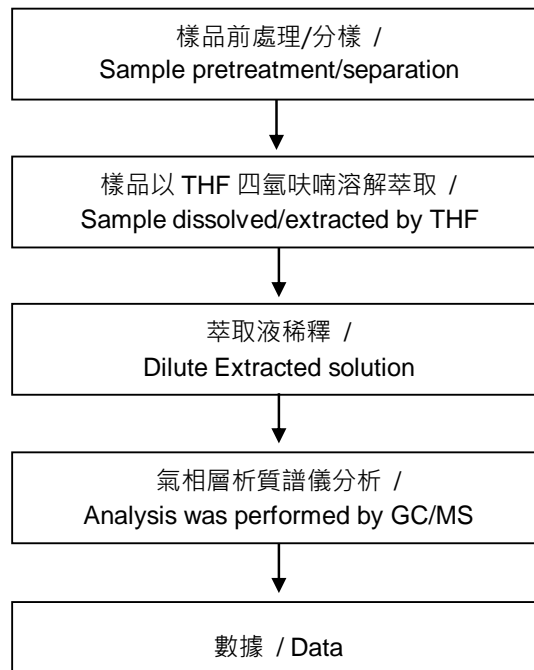 樣品前處理/分樣 /
Sample pretreatment/separation
樣品以 THF 四氫呋喃溶解萃取 /
Sample dissolved/extracted by THF
萃取液稀釋 /
Dilute Extracted solution
氣相層析質譜儀分析 /
Analysis was performed by GC/MS
數據 / Data